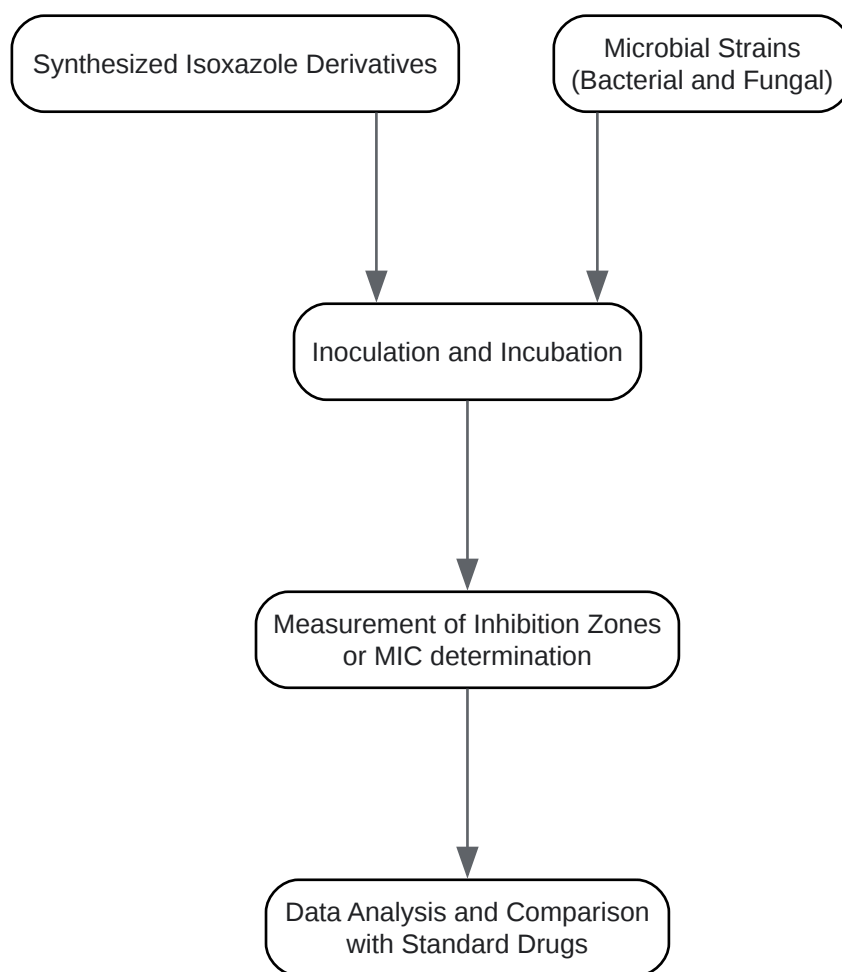 Synthesized Isoxazole Derivatives
Microbial Strains
(Bacterial and Fungal)
Inoculation and Incubation
Measurement of Inhibition Zones
or MIC determination
Data Analysis and Comparison
with Standard Drugs